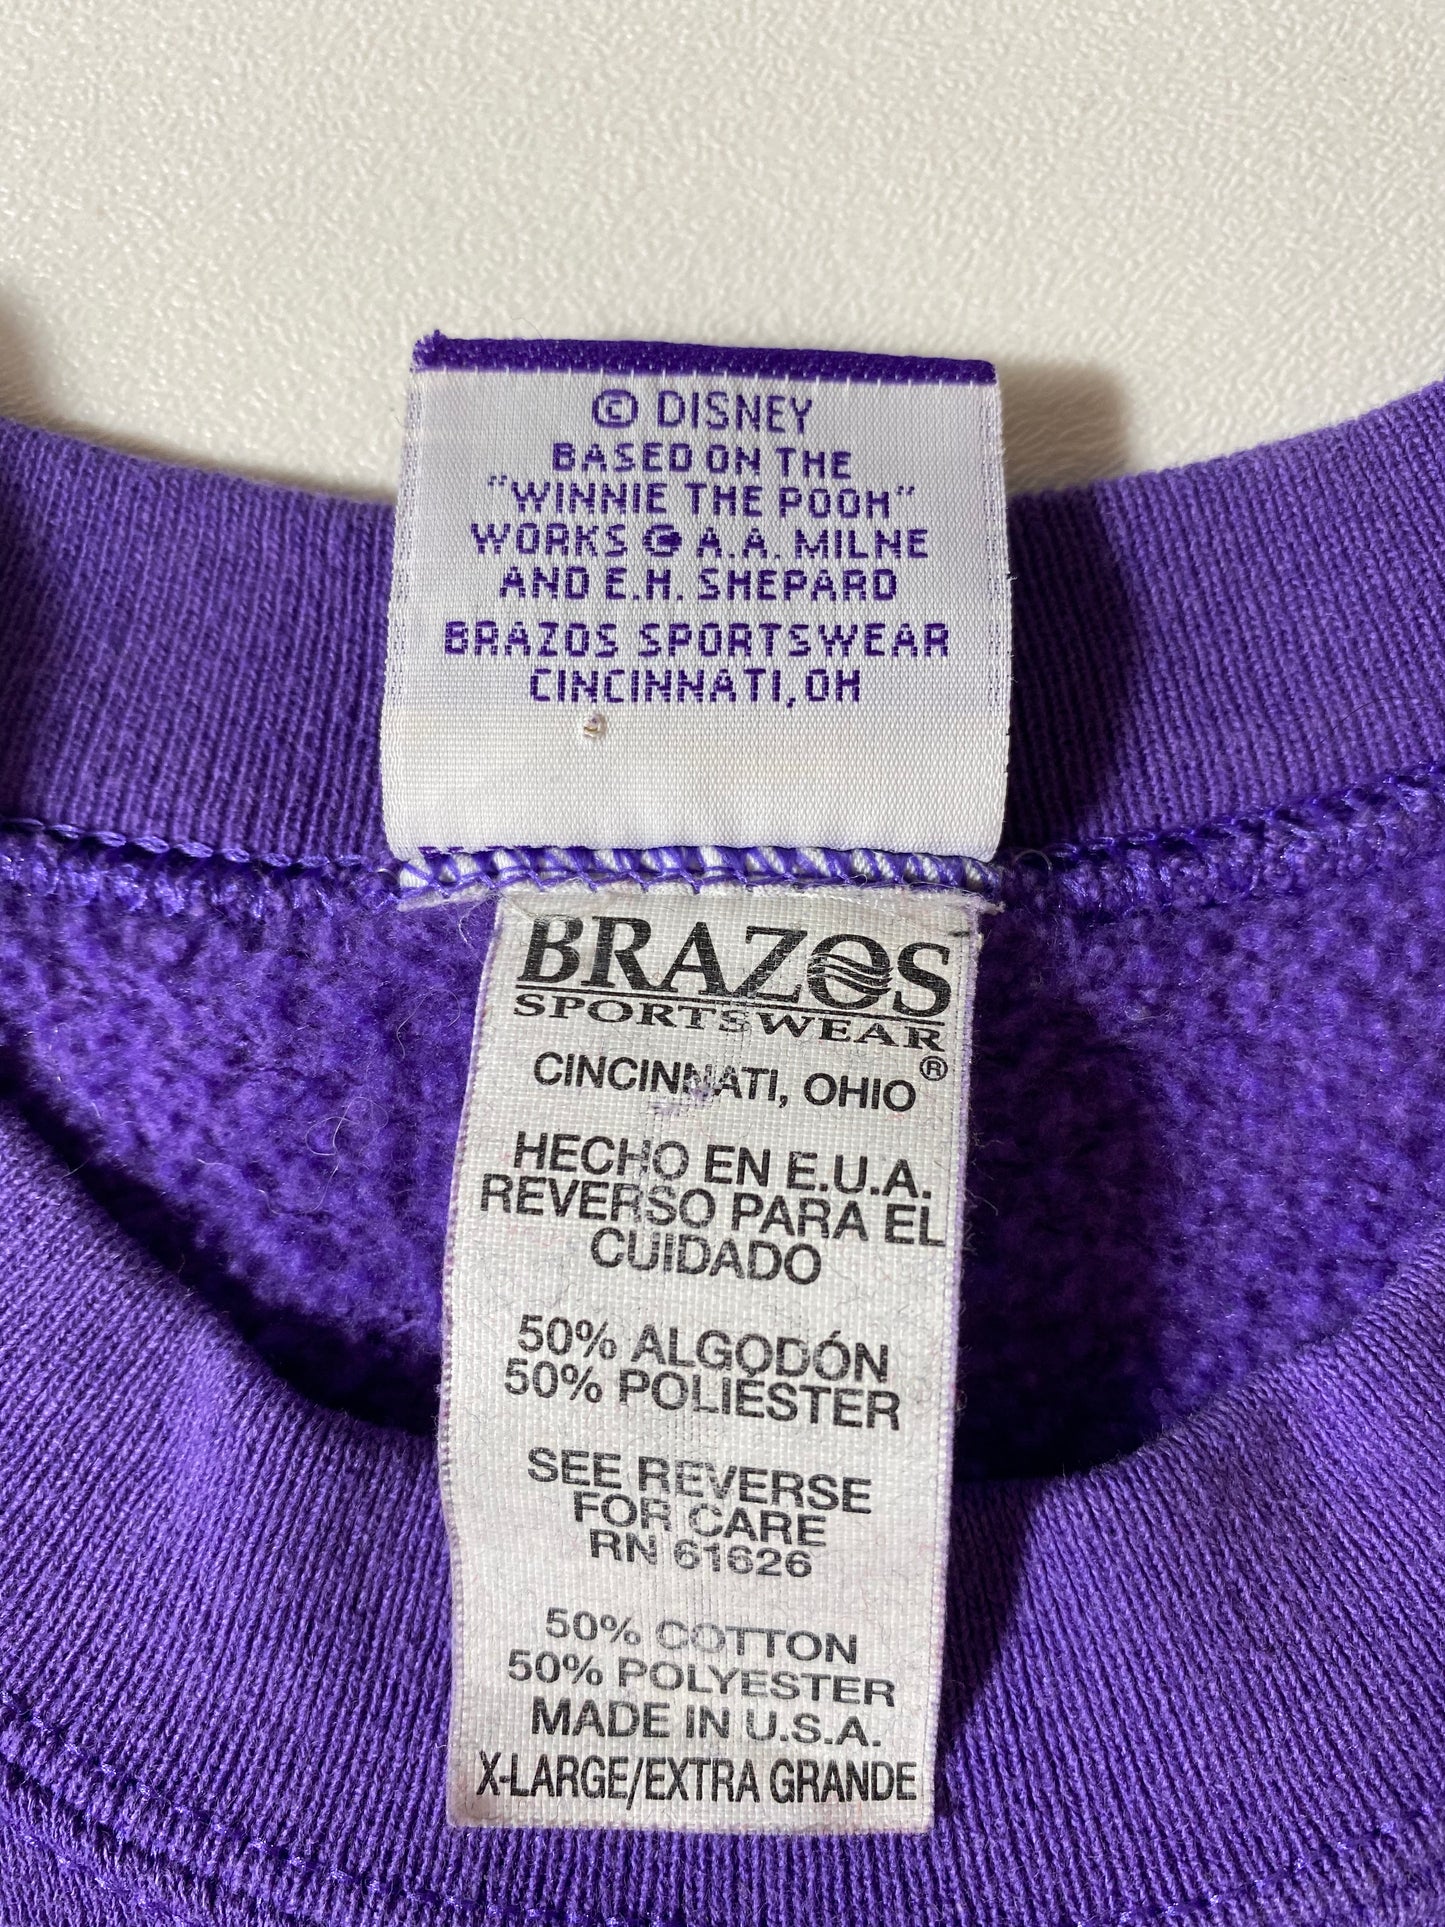 © DISNEY
BASED ON THE
"WINNIE THE POOH"
WORKS © A.A. MILNE
AND E.H. SHEPARD
BRAZOS SPORTSWEAR
CINCINNATI, OH
BRAZOS
SPORTSWEAR
®
CINCINNATI, OHIO
HECHO EN E.U.A.
REVERSO PARA EL
CUIDADO
50% ALGODÓN
50% POLIESTER
SEE REVERSE
FOR CARE
RN 61626
50% COTTON
50% POLYESTER
MADE IN U.S.A.
X-LARGE/EXTRA GRANDE